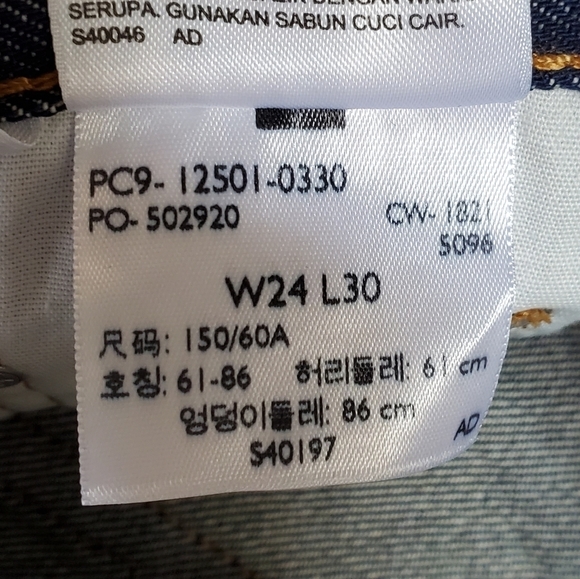 SERUPA. GUNAKAN SABUN CUCI CAIR.
S40046 AD
PC9- 12501-0330
PO- 502920 CW- 1821
5096
W24 L30
尺码: 150/60A
호칭: 61-86 허리둘레: 61 cm
엉덩이둘레: 86 cm
AD
S40197